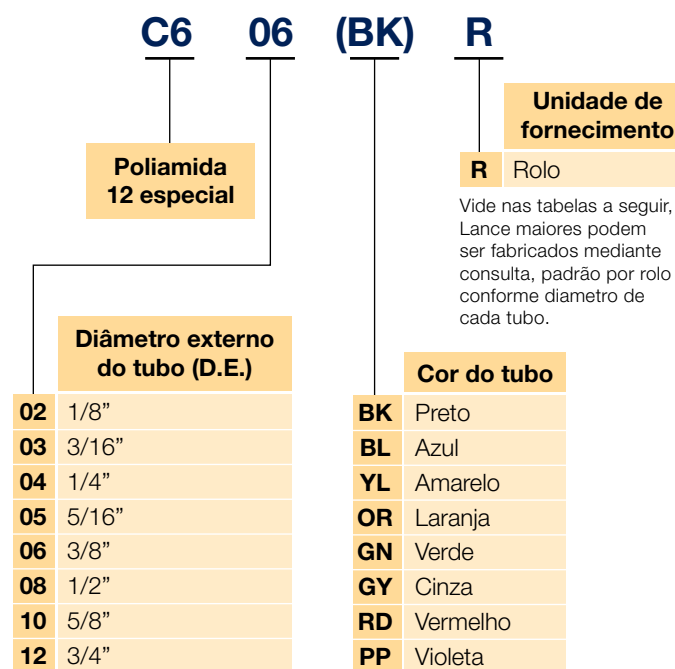 C6 06 (BK) R
Unidade de
fornecimento
R Rolo
Vide nas tabelas a seguir,
Lance maiores podem
ser fabricados mediante
consulta, padrão por rolo
conforme diametro de
cada tubo.
Poliamida
12 especial
Diâmetro externo
do tubo (D.E.)
02 1/8”
03 3/16”
04 1/4”
05 5/16”
06 3/8”
08 1/2”
10 5/8”
12 3/4”
Cor do tubo
BK Preto
BL Azul
YL Amarelo
OR Laranja
GN Verde
GY Cinza
RD Vermelho
PP Violeta